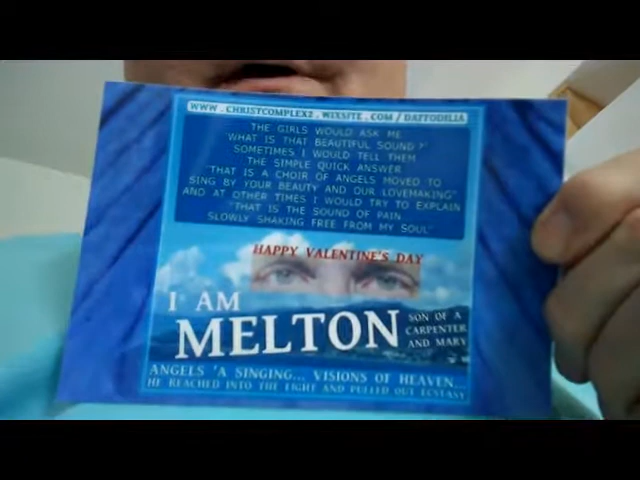 WWW . CHRISTCOMPLEX2 . WIXSITE . COM / DAFFODELIA
THE GIRLS WOULD ASK ME
"WHAT IS THAT BEAUTIFUL SOUND?"
SOMETIMES I WOULD TELL THEM
THE SIMPLE QUICK ANSWER
"THAT IS A CHOIR OF ANGELS MOVED TO
SING BY YOUR BEAUTY AND OUR LOVEMAKING"
AND AT OTHER TIMES I WOULD TRY TO EXPLAIN
"THAT IS THE SOUND OF PAIN
SLOWLY SHAKING FREE FROM MY SOUL"
HAPPY VALENTINE'S DAY
I AM
MELTON
SON OF A
CARPENTER
AND MARY
ANGELS 'A SINGING... VISIONS OF HEAVEN...
HE REACHED INTO THE LIGHT AND PULLED OUT ECSTASY